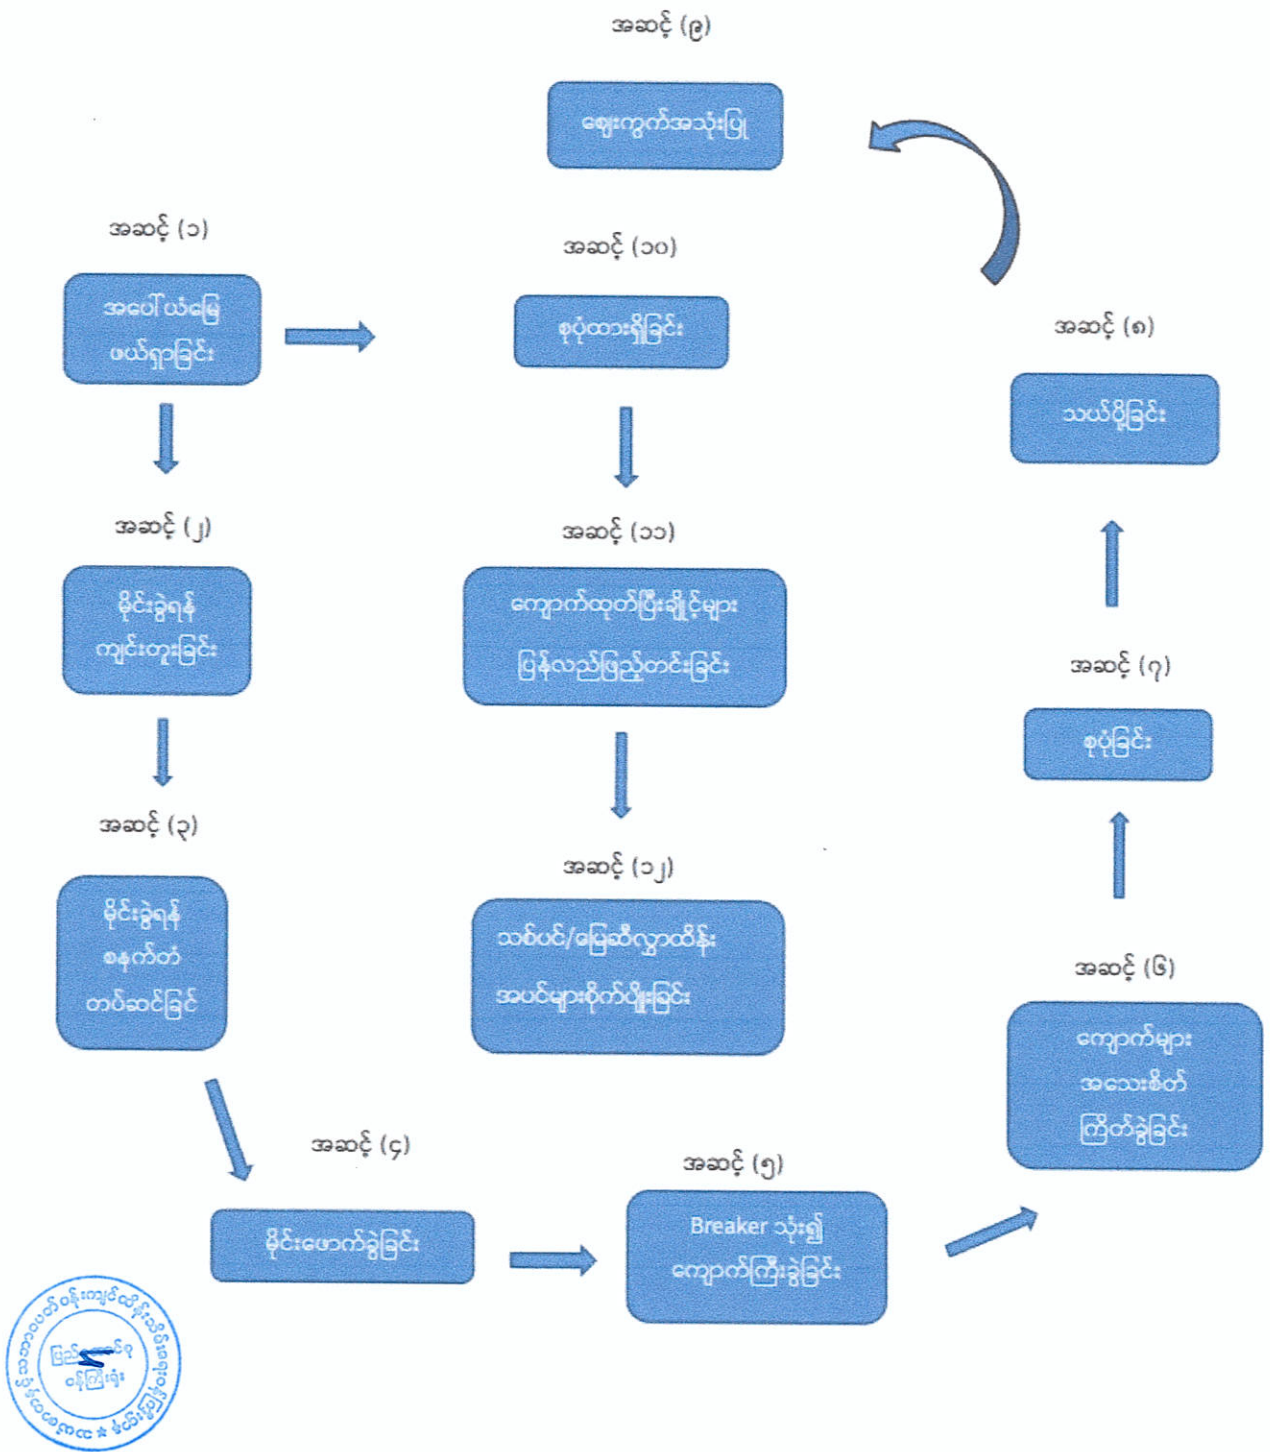 အဆင့် (၉)
ဈေးကွက်အသုံးပြု
အဆင့် (၁)
အပေါ်ယံမြေ
ဖယ်ရှာခြင်း
အဆင့် (၁၀)
စုပုံထားရှိခြင်း
အဆင့် (၈)
သယ်ပို့ခြင်း
အဆင့် (၂)
မိုင်းခွဲရန်
ကျင်းတူးခြင်း
အဆင့် (၁၁)
ကျောက်ထုတ်ပြီးချိုင့်များ
ပြန်လည်ဖြည့်တင်းခြင်း
အဆင့် (၇)
စုပုံခြင်း
အဆင့် (၃)
မိုင်းခွဲရန်
စနက်တံ
တပ်ဆင်ခြင်
အဆင့် (၁၂)
သစ်ပင်/မြေဆီလွှာထိန်း
အပင်များစိုက်ပျိုးခြင်း
အဆင့် (၆)
ကျောက်များ
အသေးစိတ်
ကြိတ်ခွဲခြင်း
အဆင့် (၄)
မိုင်းဖောက်ခွဲခြင်း
အဆင့် (၅)
Breaker သုံး၍
ကျောက်ကြီးခွဲခြင်း
ဝန်ကြီးရုံး